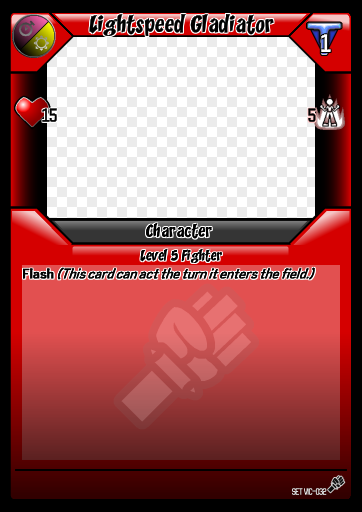 Lightspeed Gladiator
1
15
5
Character
Level 5 Fighter
Flash (This card can act the turn it enters the field.)
SET VIC-032